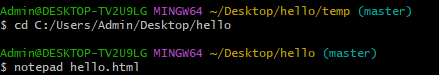 Admin@DESKTOP-TV2U9LG MINGW64 ~/Desktop/hello/temp (master)
$ cd C:/Users/Admin/Desktop/hello
Admin@DESKTOP-TV2U9LG MINGW64 ~/Desktop/hello (master)
$ notepad hello.html